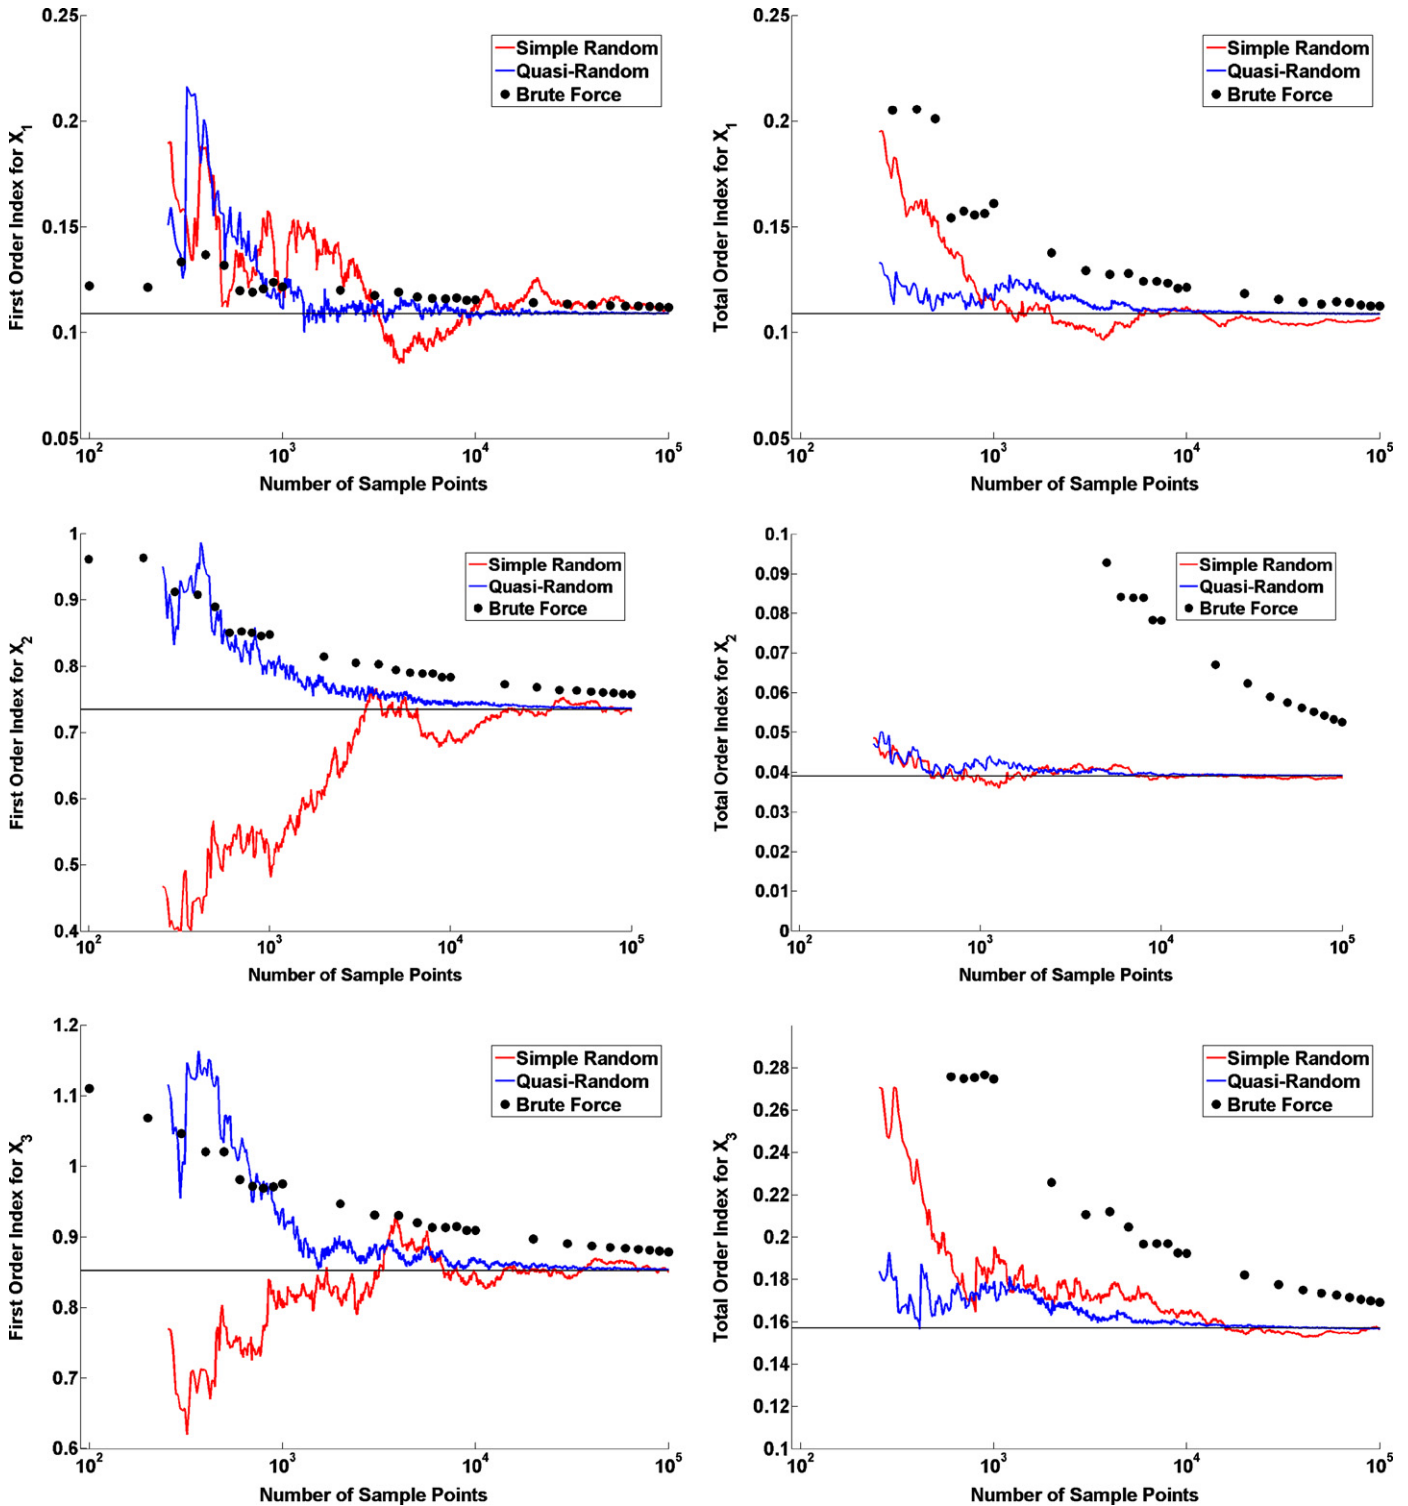 0.25
0.2
0.15
0.1
0.05
First Order Index for X1
Simple Random
Quasi-Random
Brute Force
10^2
10^3
10^4
10^5
Number of Sample Points
0.25
0.2
0.15
0.1
0.05
Total Order Index for X1
Simple Random
Quasi-Random
Brute Force
10^2
10^3
10^4
10^5
Number of Sample Points
1
0.9
0.8
0.7
0.6
0.5
0.4
First Order Index for X2
Simple Random
Quasi-Random
Brute Force
10^2
10^3
10^4
10^5
Number of Sample Points
0.1
0.09
0.08
0.07
0.06
0.05
0.04
0.03
0.02
0.01
0
Total Order Index for X2
Simple Random
Quasi-Random
Brute Force
10^2
10^3
10^4
10^5
Number of Sample Points
1.2
1.1
1
0.9
0.8
0.7
0.6
First Order Index for X3
Simple Random
Quasi-Random
Brute Force
10^2
10^3
10^4
10^5
Number of Sample Points
0.28
0.26
0.24
0.22
0.2
0.18
0.16
0.14
0.12
0.1
Total Order Index for X3
Simple Random
Quasi-Random
Brute Force
10^2
10^3
10^4
10^5
Number of Sample Points